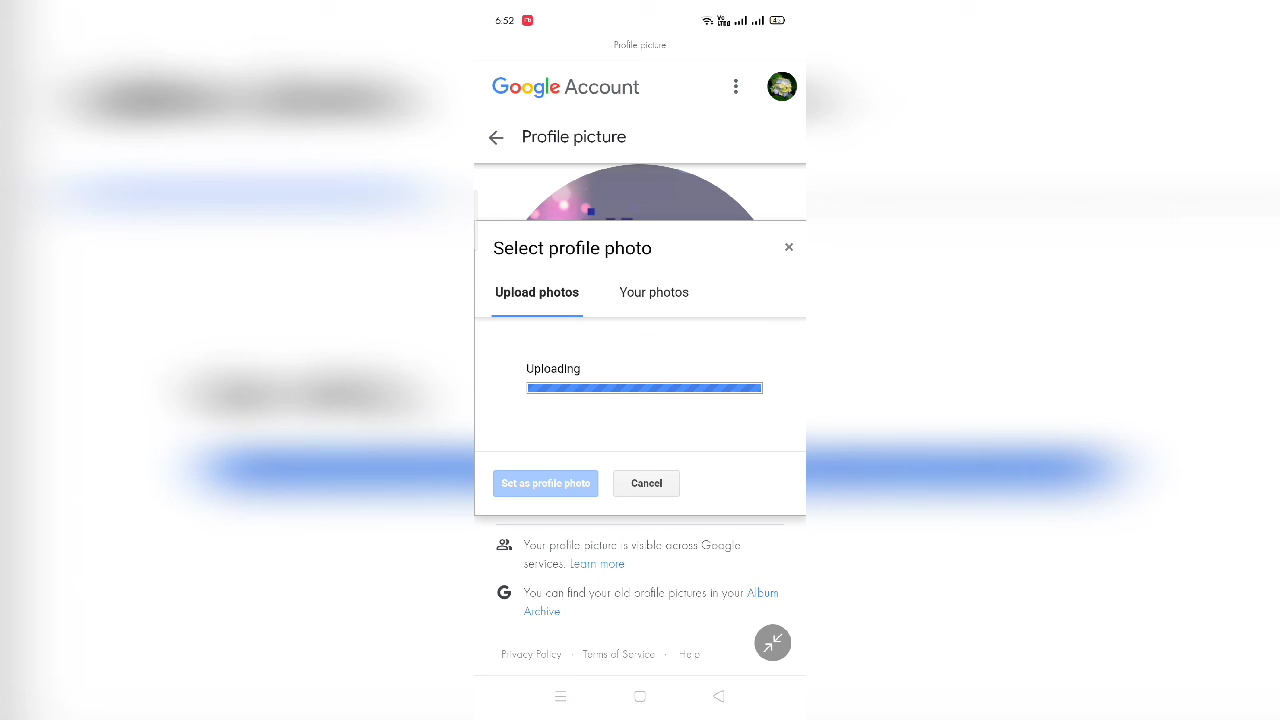 6:52
Profile picture
Google Account
Profile picture
Select profile photo
Upload photos
Your photos
Uploading
Set as profile photo
Cancel
Your profile picture is visible across Google
services. Learn more
You can find your old profile pictures in your Album
Archive
Privacy Policy · Terms of Service · Help